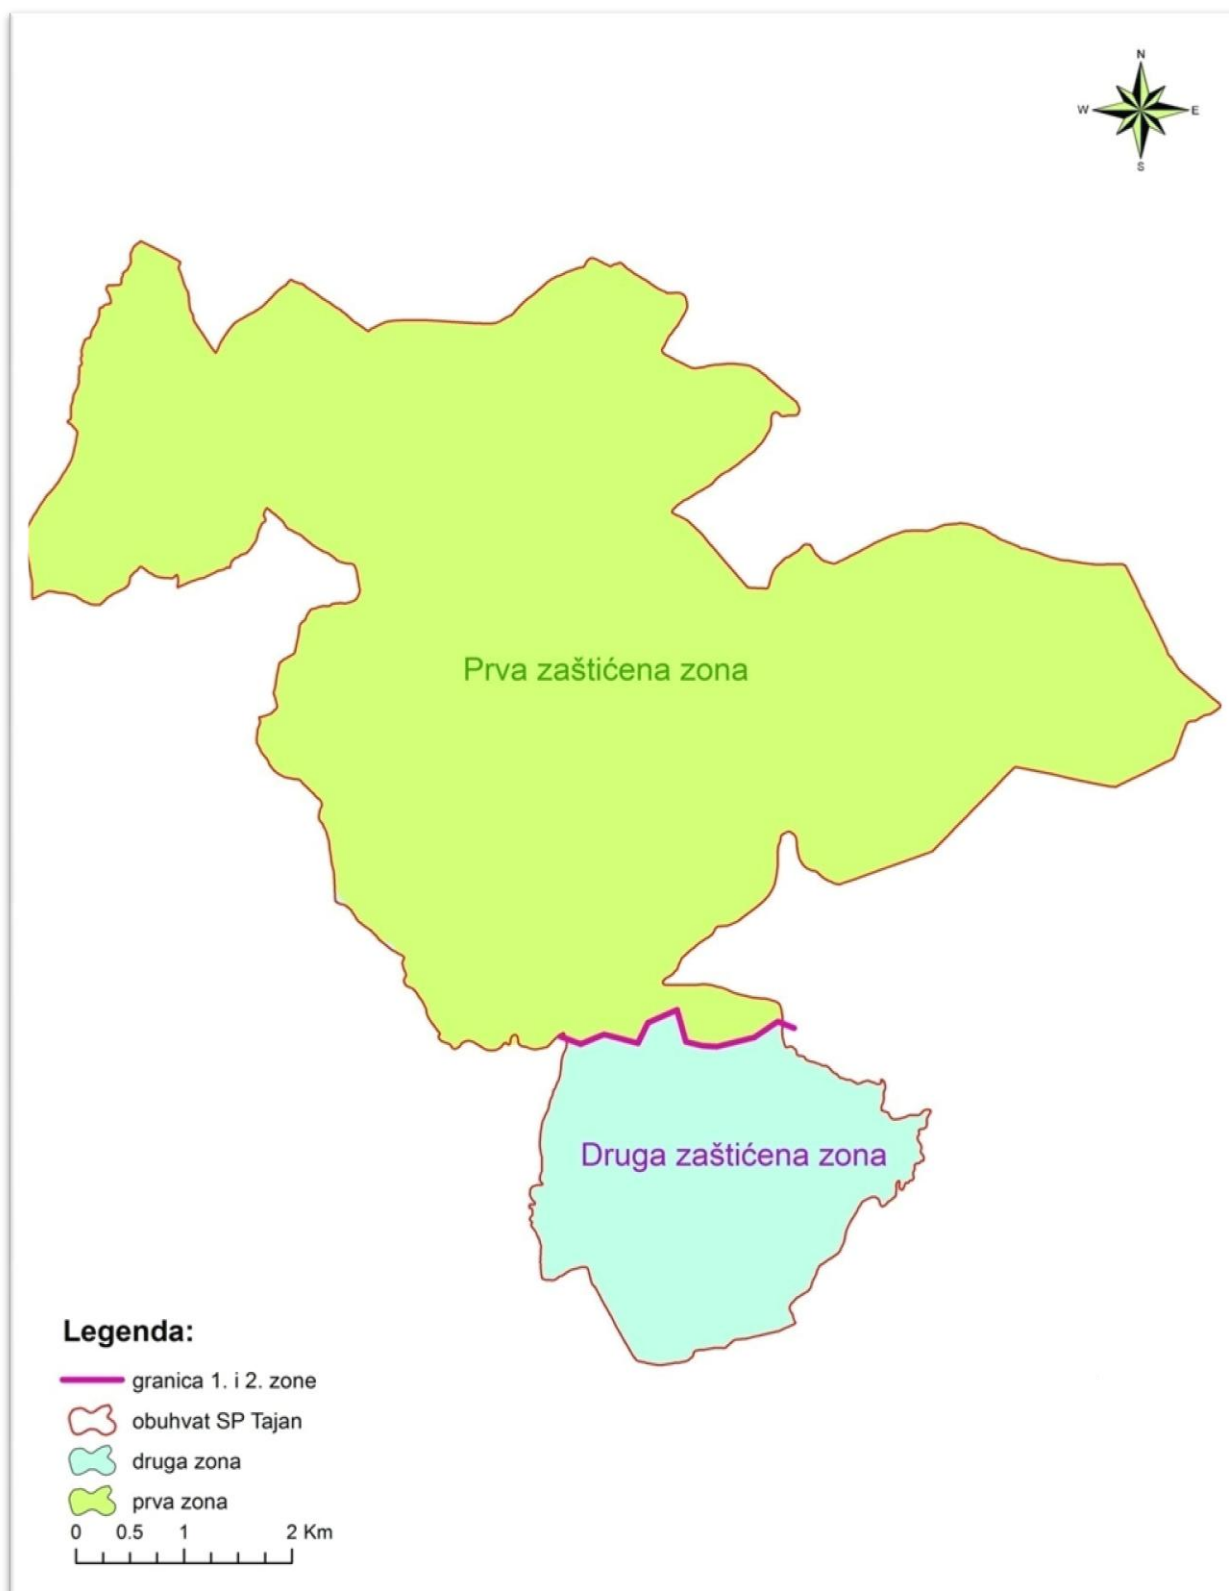 N
W E
S
Prva zaštićena zona
Druga zaštićena zona
Legenda:
granica 1. i 2. zone
obuhvat SP Tajan
druga zona
prva zona
0 0.5 1 2 Km